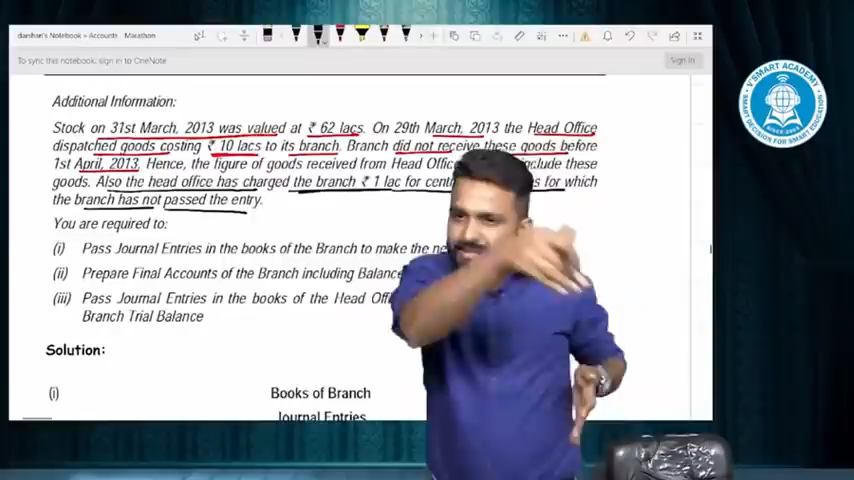 darshan's Notebook › Accounts Marathon
To sync this notebook, sign in to OneNote
Sign in
Additional Information:
Stock on 31st March, 2013 was valued at ₹ 62 lacs. On 29th March, 2013 the Head Office
dispatched goods costing ₹ 10 lacs to its branch. Branch did not receive these goods before
1st April, 2013. Hence, the figure of goods received from Head Offic include these
goods. Also the head office has charged the branch ₹ 1 lac for cent for which
the branch has not passed the entry.
You are required to:
(i) Pass Journal Entries in the books of the Branch to make the ne
(ii) Prepare Final Accounts of the Branch including Balance
(iii) Pass Journal Entries in the books of the Head Offi
Branch Trial Balance
Solution:
(i) Books of Branch
Journal Entries
V'SMART ACADEMY
SMART DECISION FOR SMART EDUCATION